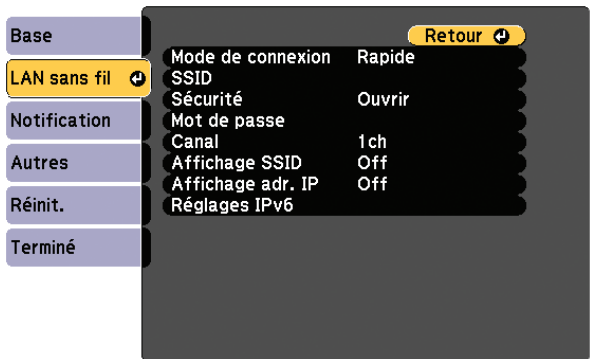 Base
LAN sans fil
Notification
Autres
Réinit.
Terminé
Retour
Mode de connexion Rapide
SSID
Sécurité Ouvrir
Mot de passe
Canal 1ch
Affichage SSID Off
Affichage adr. IP Off
Réglages IPv6